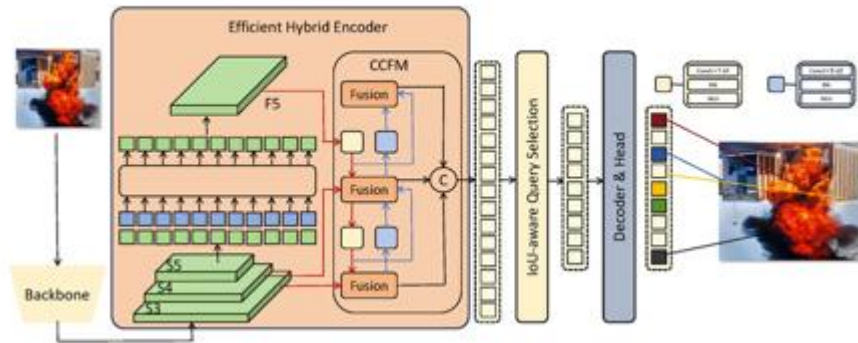 Efficient Hybrid Encoder
CCFM
F5
Fusion
Fusion
Fusion
C
S5
S4
S3
Backbone
IoU-aware Query Selection
Decoder & Head